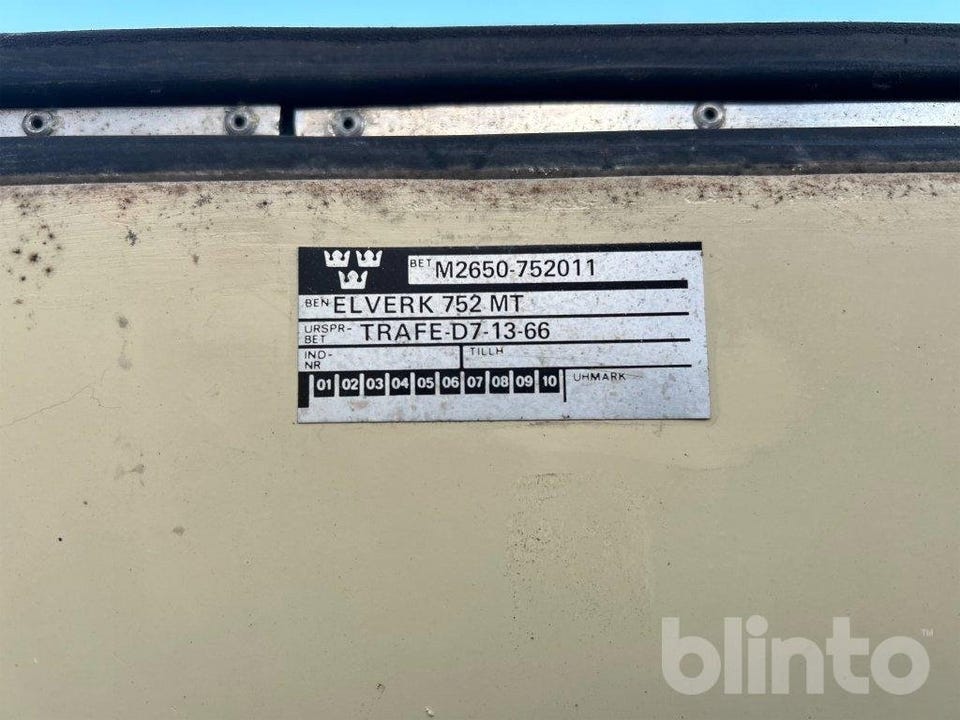 BET M2650-752011
BEN ELVERK 752 MT
URSPR-BET TRAFE-D7-13-66
IND-NR TILLH
01 02 03 04 05 06 07 08 09 10 UHMARK
blinto™